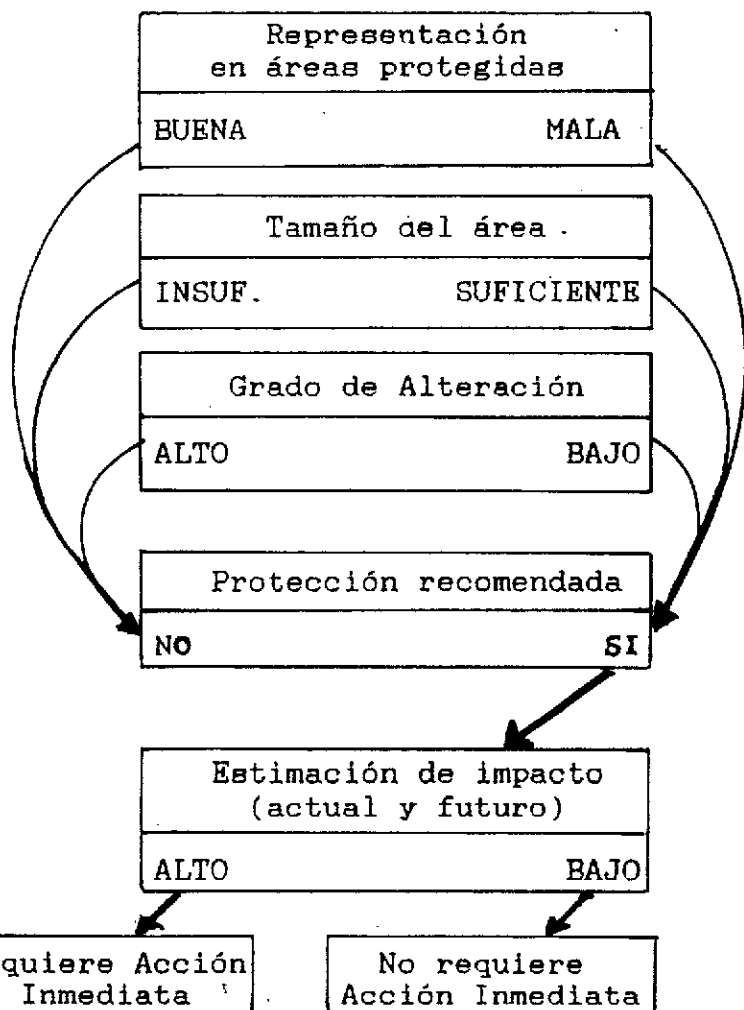 Representación
en áreas protegidas
BUENA MALA
Tamaño del área
INSUF. SUFICIENTE
Grado de Alteración
ALTO BAJO
Protección recomendada
NO SI
Estimación de impacto
(actual y futuro)
ALTO BAJO
quiere Acción
Inmediata
No requiere
Acción Inmediata